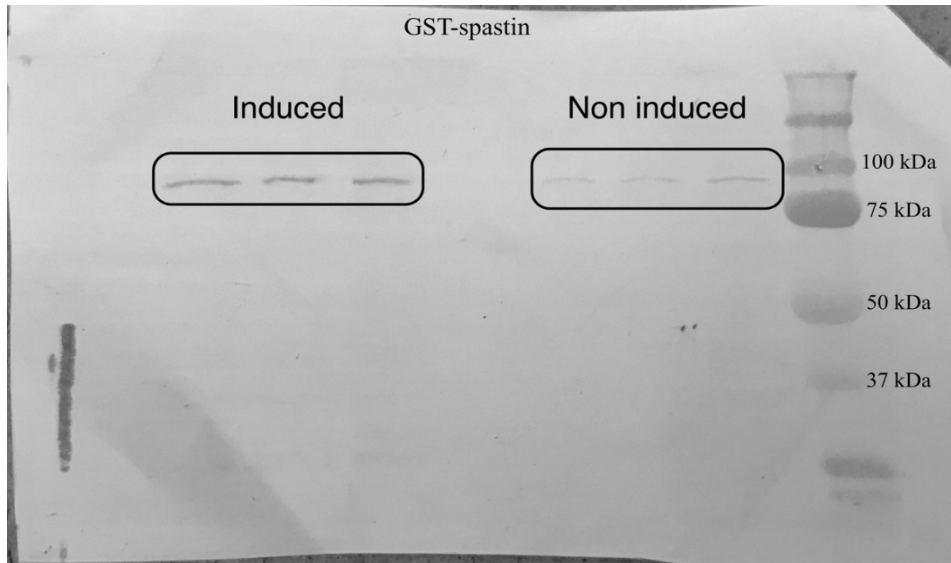 GST-spastin
Induced
Non induced
100 kDa
75 kDa
50 kDa
37 kDa